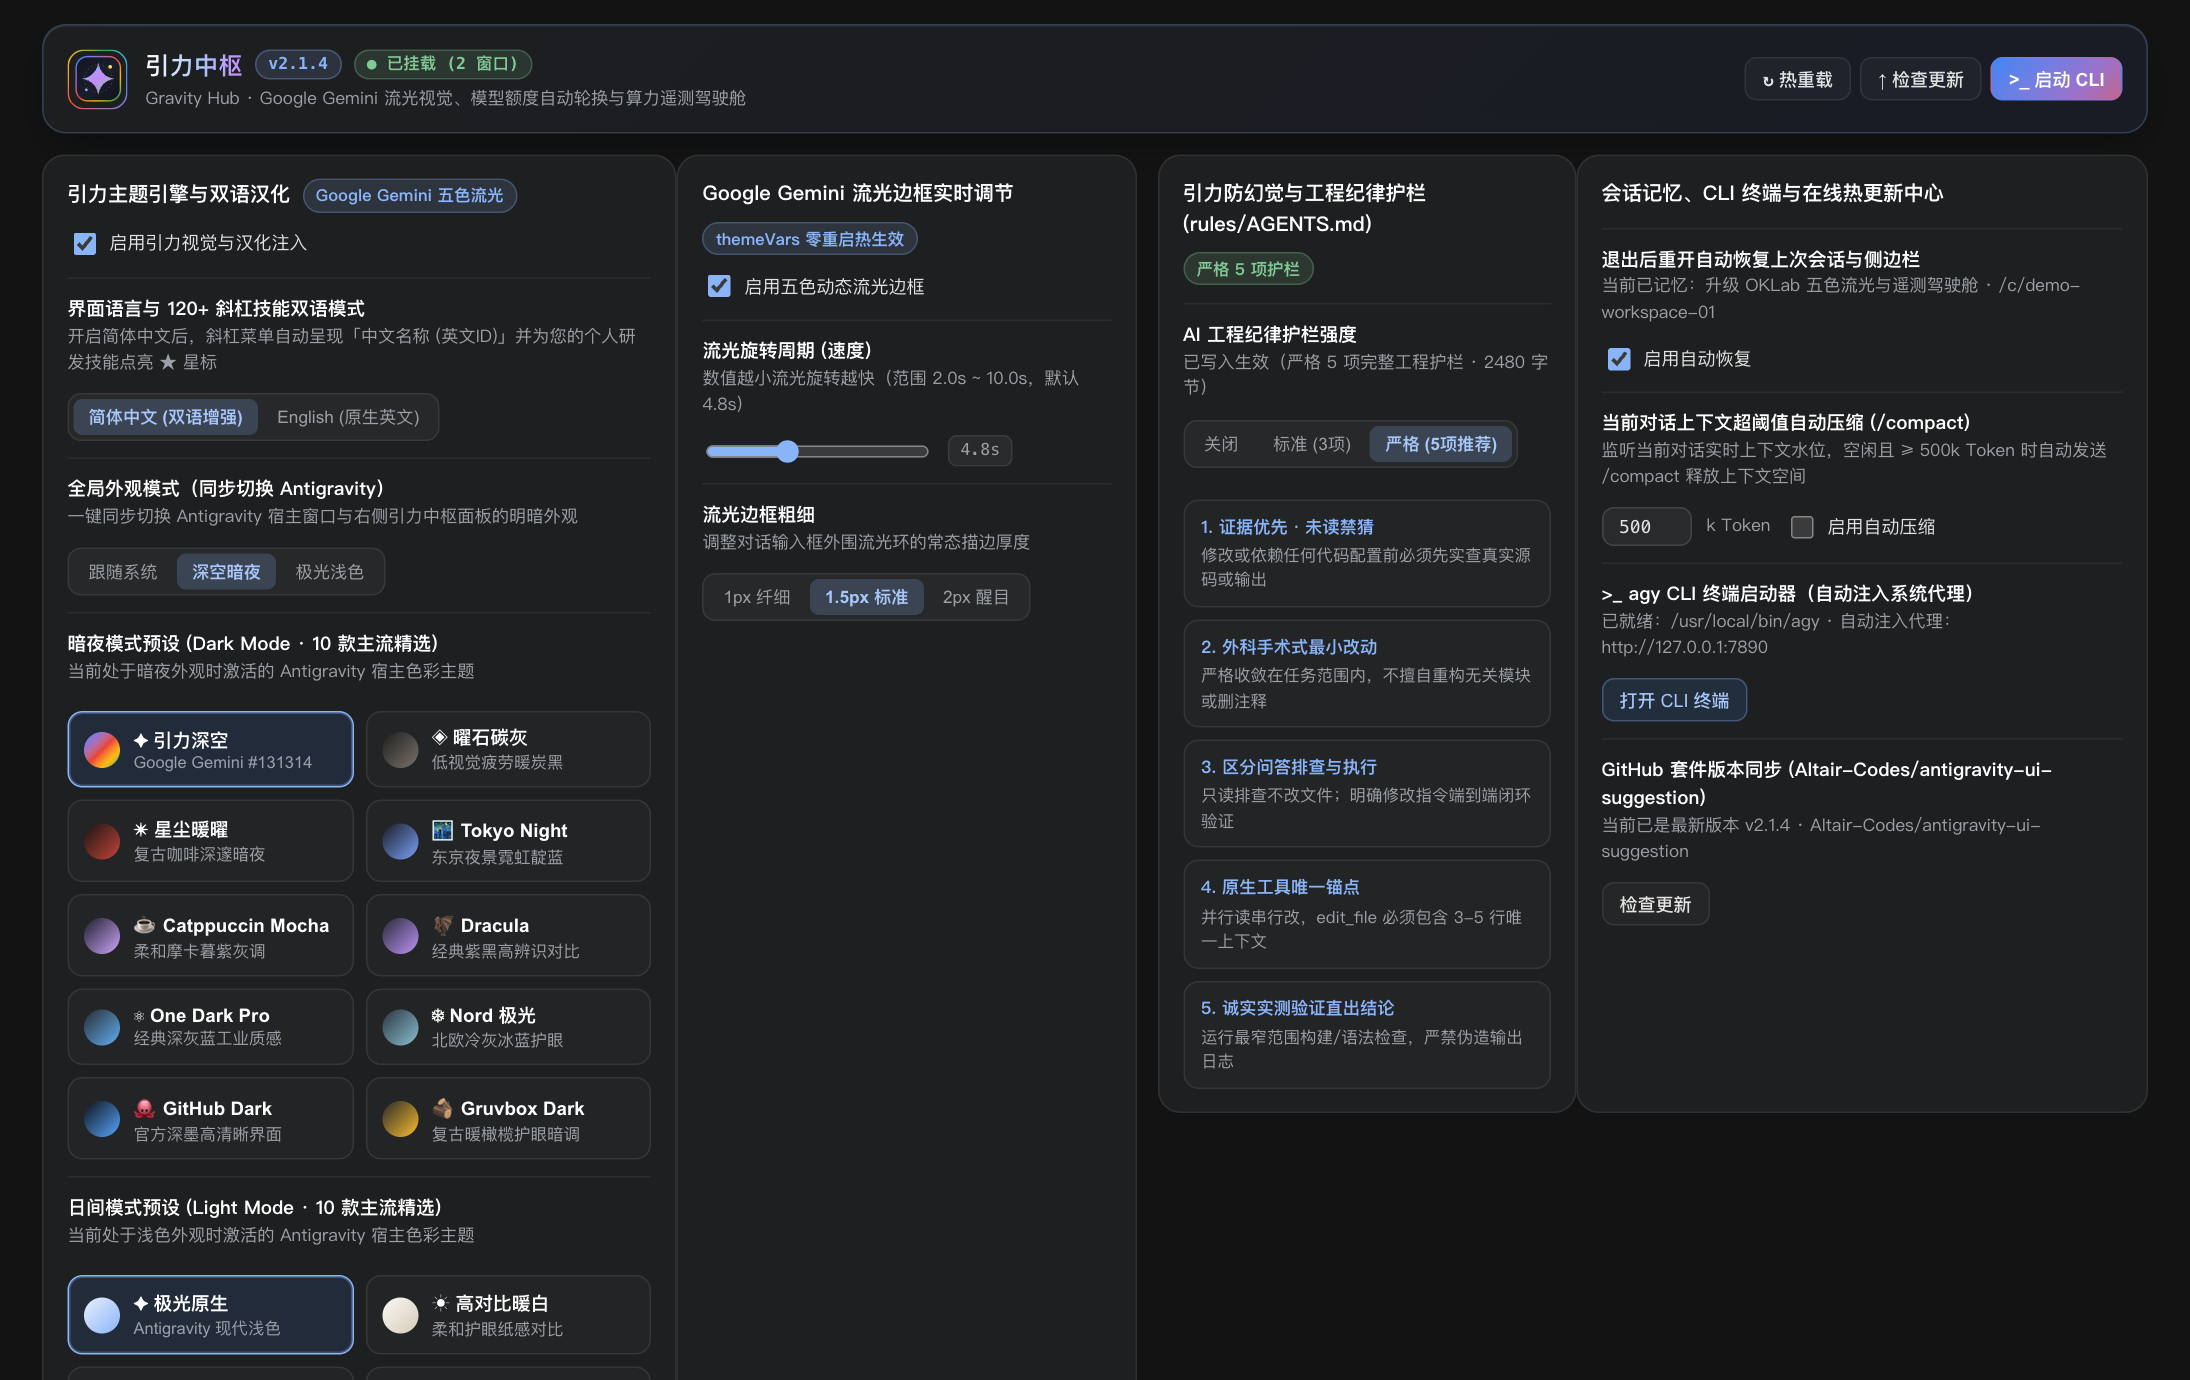 引力中枢 v2.1.4 已挂载 (2 窗口)
Gravity Hub · Google Gemini 流光视觉、模型额度自动轮换与算力遥测驾驶舱
↻ 热重载
↑ 检查更新
>_ 启动 CLI
引力主题引擎与双语汉化 Google Gemini 五色流光
启用引力视觉与汉化注入
界面语言与 120+ 斜杠技能双语模式
开启简体中文后，斜杠菜单自动呈现「中文名称 (英文ID)」并为您的个人研
发技能点亮 ★ 星标
简体中文 (双语增强) English (原生英文)
全局外观模式（同步切换 Antigravity）
一键同步切换 Antigravity 宿主窗口与右侧引力中枢面板的明暗外观
跟随系统 深空暗夜 极光浅色
暗夜模式预设 (Dark Mode · 10 款主流精选)
当前处于暗夜外观时激活的 Antigravity 宿主色彩主题
✦ 引力深空
Google Gemini #131314
◈ 曜石碳灰
低视觉疲劳暖炭黑
✴ 星尘暖曜
复古咖啡深邃暗夜
🌃 Tokyo Night
东京夜景霓虹靛蓝
☕ Catppuccin Mocha
柔和摩卡暮紫灰调
Dracula
经典紫黑高辨识对比
⚛ One Dark Pro
经典深灰蓝工业质感
❄ Nord 极光
北欧冷灰冰蓝护眼
🐙 GitHub Dark
官方深墨高清晰界面
🪵 Gruvbox Dark
复古暖橄榄护眼暗调
日间模式预设 (Light Mode · 10 款主流精选)
当前处于浅色外观时激活的 Antigravity 宿主色彩主题
✦ 极光原生
Antigravity 现代浅色
☀ 高对比暖白
柔和护眼纸感对比
Google Gemini 流光边框实时调节
themeVars 零重启热生效
启用五色动态流光边框
流光旋转周期 (速度)
数值越小流光旋转越快（范围 2.0s ~ 10.0s，默认
4.8s）
4.8s
流光边框粗细
调整对话输入框外围流光环的常态描边厚度
1px 纤细 1.5px 标准 2px 醒目
引力防幻觉与工程纪律护栏
(rules/AGENTS.md)
严格 5 项护栏
AI 工程纪律护栏强度
已写入生效（严格 5 项完整工程护栏 · 2480 字
节）
关闭 标准 (3项) 严格 (5项推荐)
1. 证据优先 · 未读禁猜
修改或依赖任何代码配置前必须先实查真实源
码或输出
2. 外科手术式最小改动
严格收敛在任务范围内，不擅自重构无关模块
或删注释
3. 区分问答排查与执行
只读排查不改文件；明确修改指令端到端闭环
验证
4. 原生工具唯一锚点
并行读串行改，edit_file 必须包含 3-5 行唯
一上下文
5. 诚实实测验证直出结论
运行最窄范围构建/语法检查，严禁伪造输出
日志
会话记忆、CLI 终端与在线热更新中心
退出后重开自动恢复上次会话与侧边栏
当前已记忆：升级 OKLab 五色流光与遥测驾驶舱 · /c/demo-
workspace-01
启用自动恢复
当前对话上下文超阈值自动压缩 (/compact)
监听当前对话实时上下文水位，空闲且 ≥ 500k Token 时自动发送
/compact 释放上下文空间
500 k Token 启用自动压缩
>_ agy CLI 终端启动器（自动注入系统代理）
已就绪：/usr/local/bin/agy · 自动注入代理：
http://127.0.0.1:7890
打开 CLI 终端
GitHub 套件版本同步 (Altair-Codes/antigravity-ui-
suggestion)
当前已是最新版本 v2.1.4 · Altair-Codes/antigravity-ui-
suggestion
检查更新